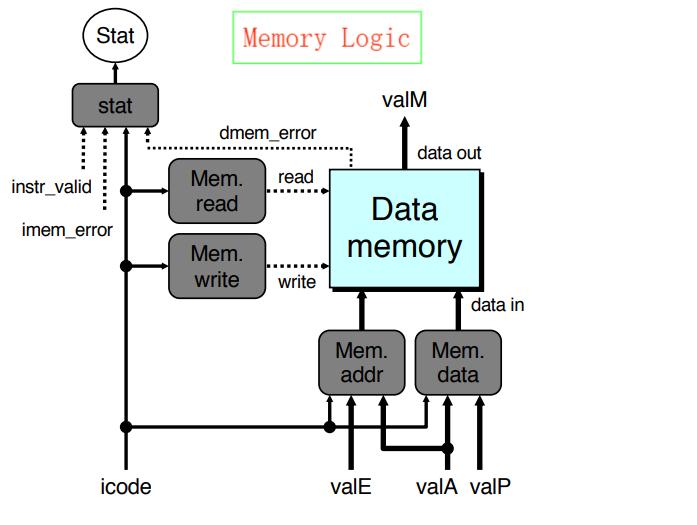 Stat
Memory Logic
stat
valM
dmem_error
data out
instr_valid
Mem.
read
read
Data
memory
imem_error
Mem.
write
write
data in
Mem.
addr
Mem.
data
icode
valE
valA
valP